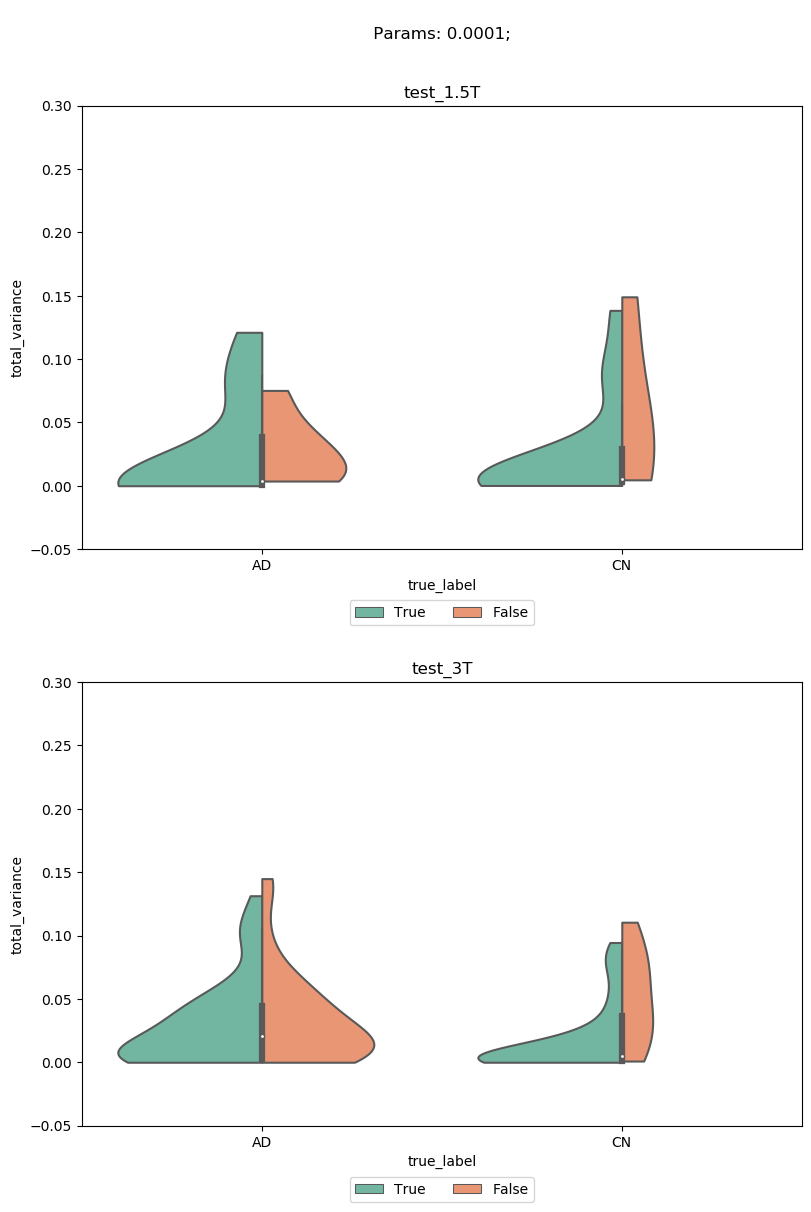 Params: 0.0001;
test_1.5T
0.30
0.25
0.20
0.15
0.10
0.05
0.00
−0.05
total_variance
AD CN
true_label
True False
test_3T
0.30
0.25
0.20
0.15
0.10
0.05
0.00
−0.05
total_variance
AD CN
true_label
True False